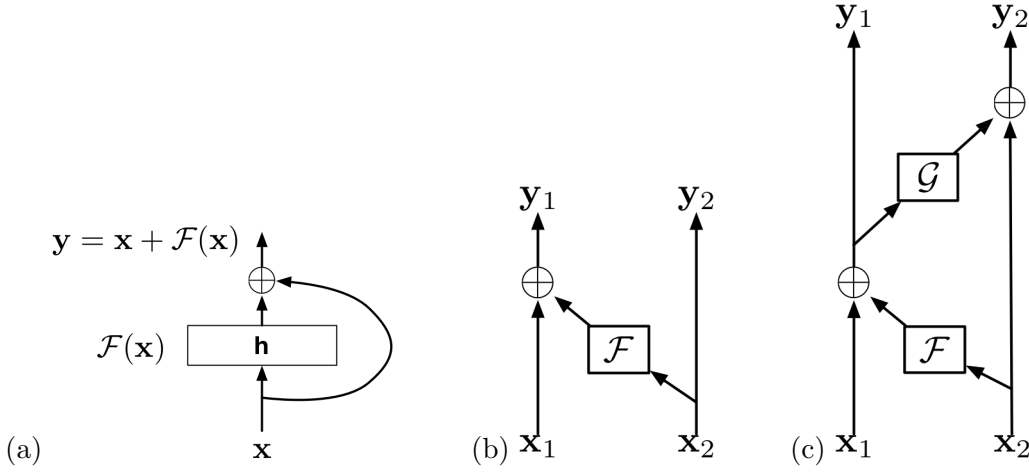 (a)
y = x + F(x)
F(x)
h
x
(b)
y₁
y₂
F
x₁
x₂
(c)
y₁
y₂
G
F
x₁
x₂